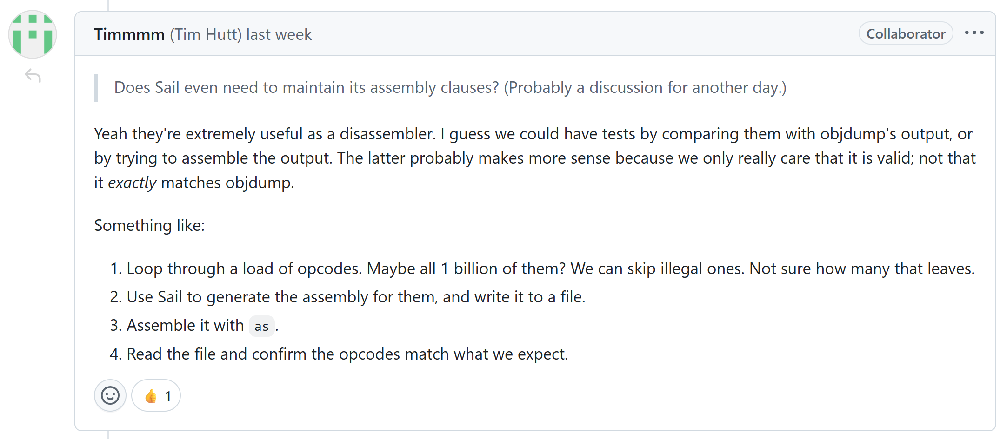 Timmmm (Tim Hutt) last week
Collaborator
Does Sail even need to maintain its assembly clauses? (Probably a discussion for another day.)
Yeah they're extremely useful as a disassembler. I guess we could have tests by comparing them with objdump's output, or
by trying to assemble the output. The latter probably makes more sense because we only really care that it is valid; not that
it exactly matches objdump.
Something like:
1. Loop through a load of opcodes. Maybe all 1 billion of them? We can skip illegal ones. Not sure how many that leaves.
2. Use Sail to generate the assembly for them, and write it to a file.
3. Assemble it with as.
4. Read the file and confirm the opcodes match what we expect.
👍 1